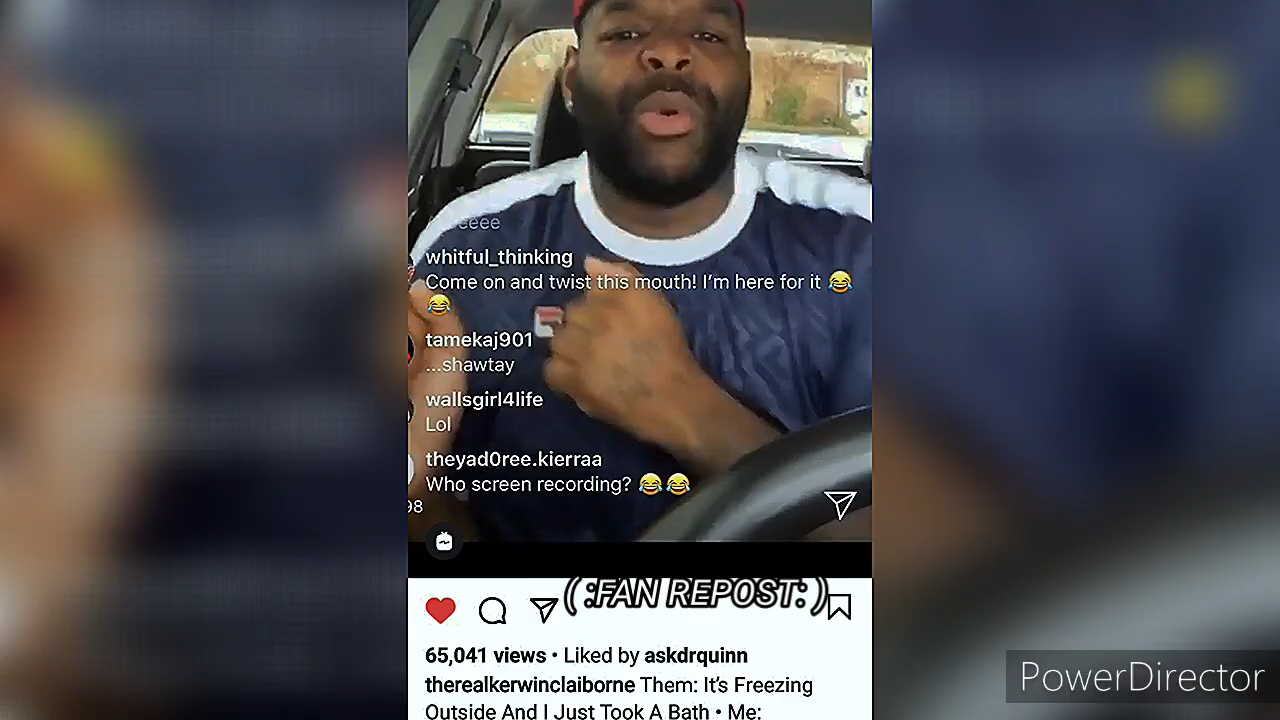 eeee
whitful_thinking
Come on and twist this mouth! I’m here for it 😂
😂
tamekaj901
...shawtay
wallsgirl4life
Lol
theyad0ree.kierraa
Who screen recording? 😂😂
98
(:FAN REPOST:)
65,041 views • Liked by askdrquinn
therealkerwinclaiborne Them: It’s Freezing
Outside And I Just Took A Bath • Me:
PowerDirector